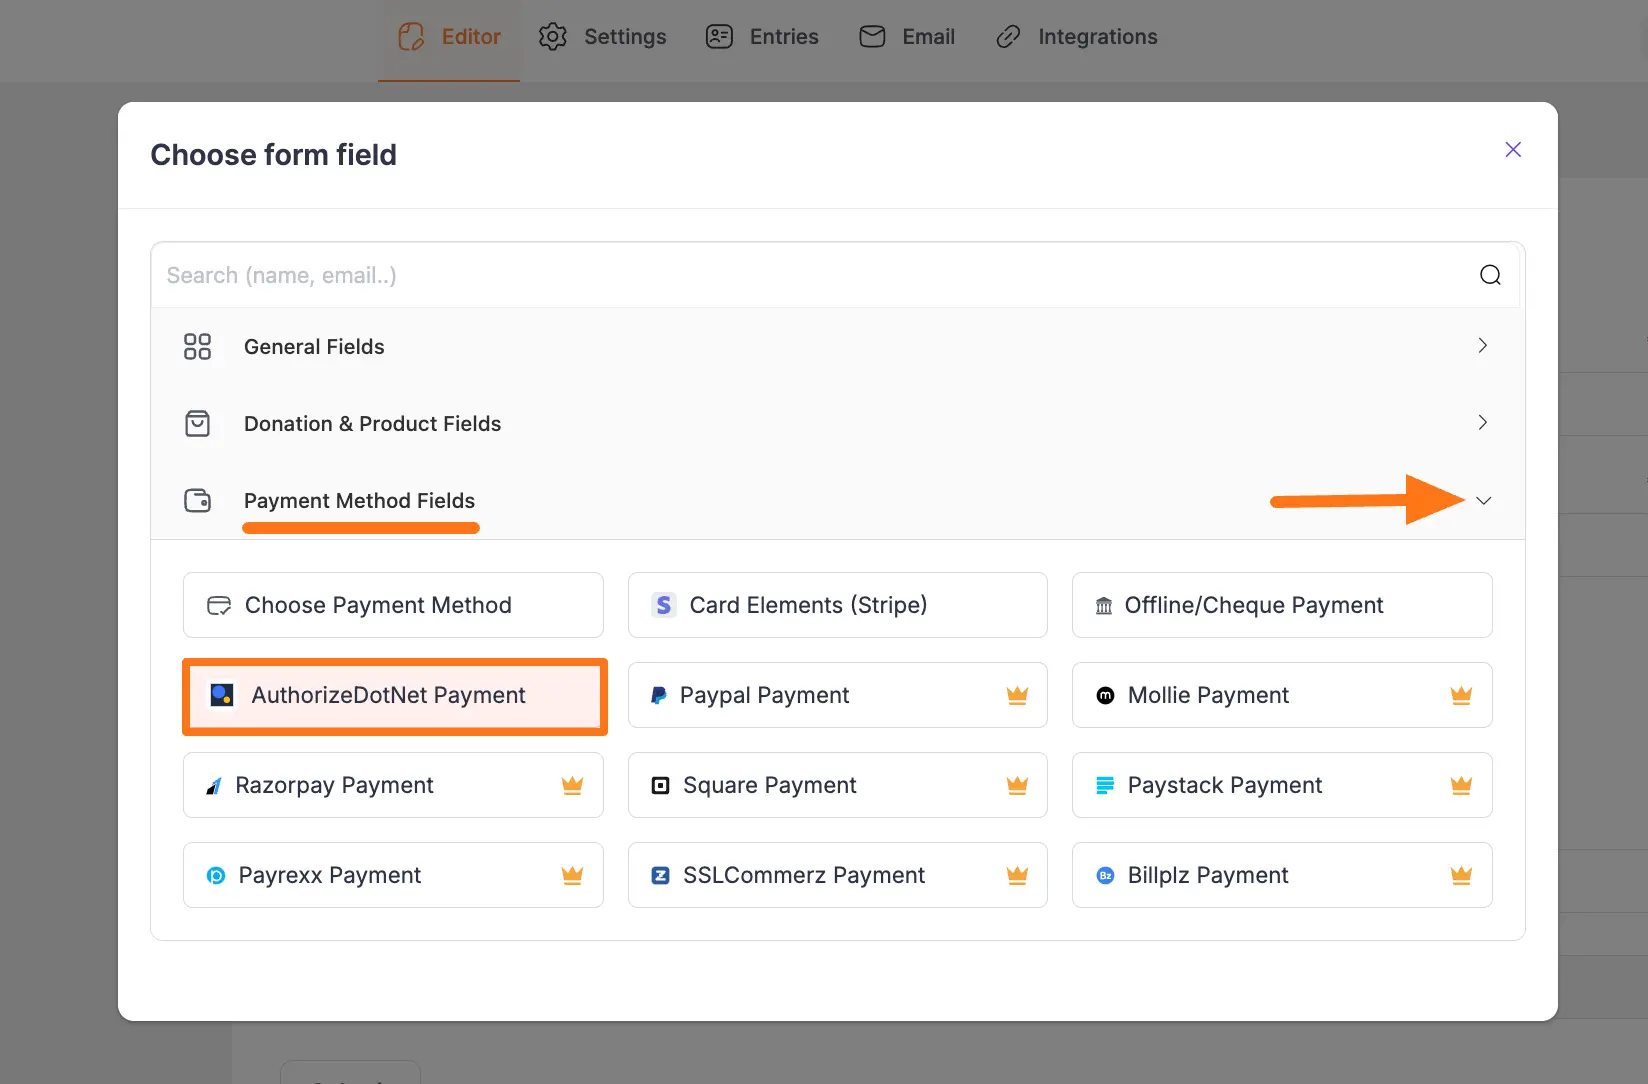 Editor Settings Entries Email Integrations
Choose form field
Search (name, email..)
General Fields
Donation & Product Fields
Payment Method Fields
Choose Payment Method
S Card Elements (Stripe)
Offline/Cheque Payment
AuthorizeDotNet Payment
Paypal Payment
m Mollie Payment
Razorpay Payment
Square Payment
Paystack Payment
Payrexx Payment
SSLCommerz Payment
Bz Billplz Payment